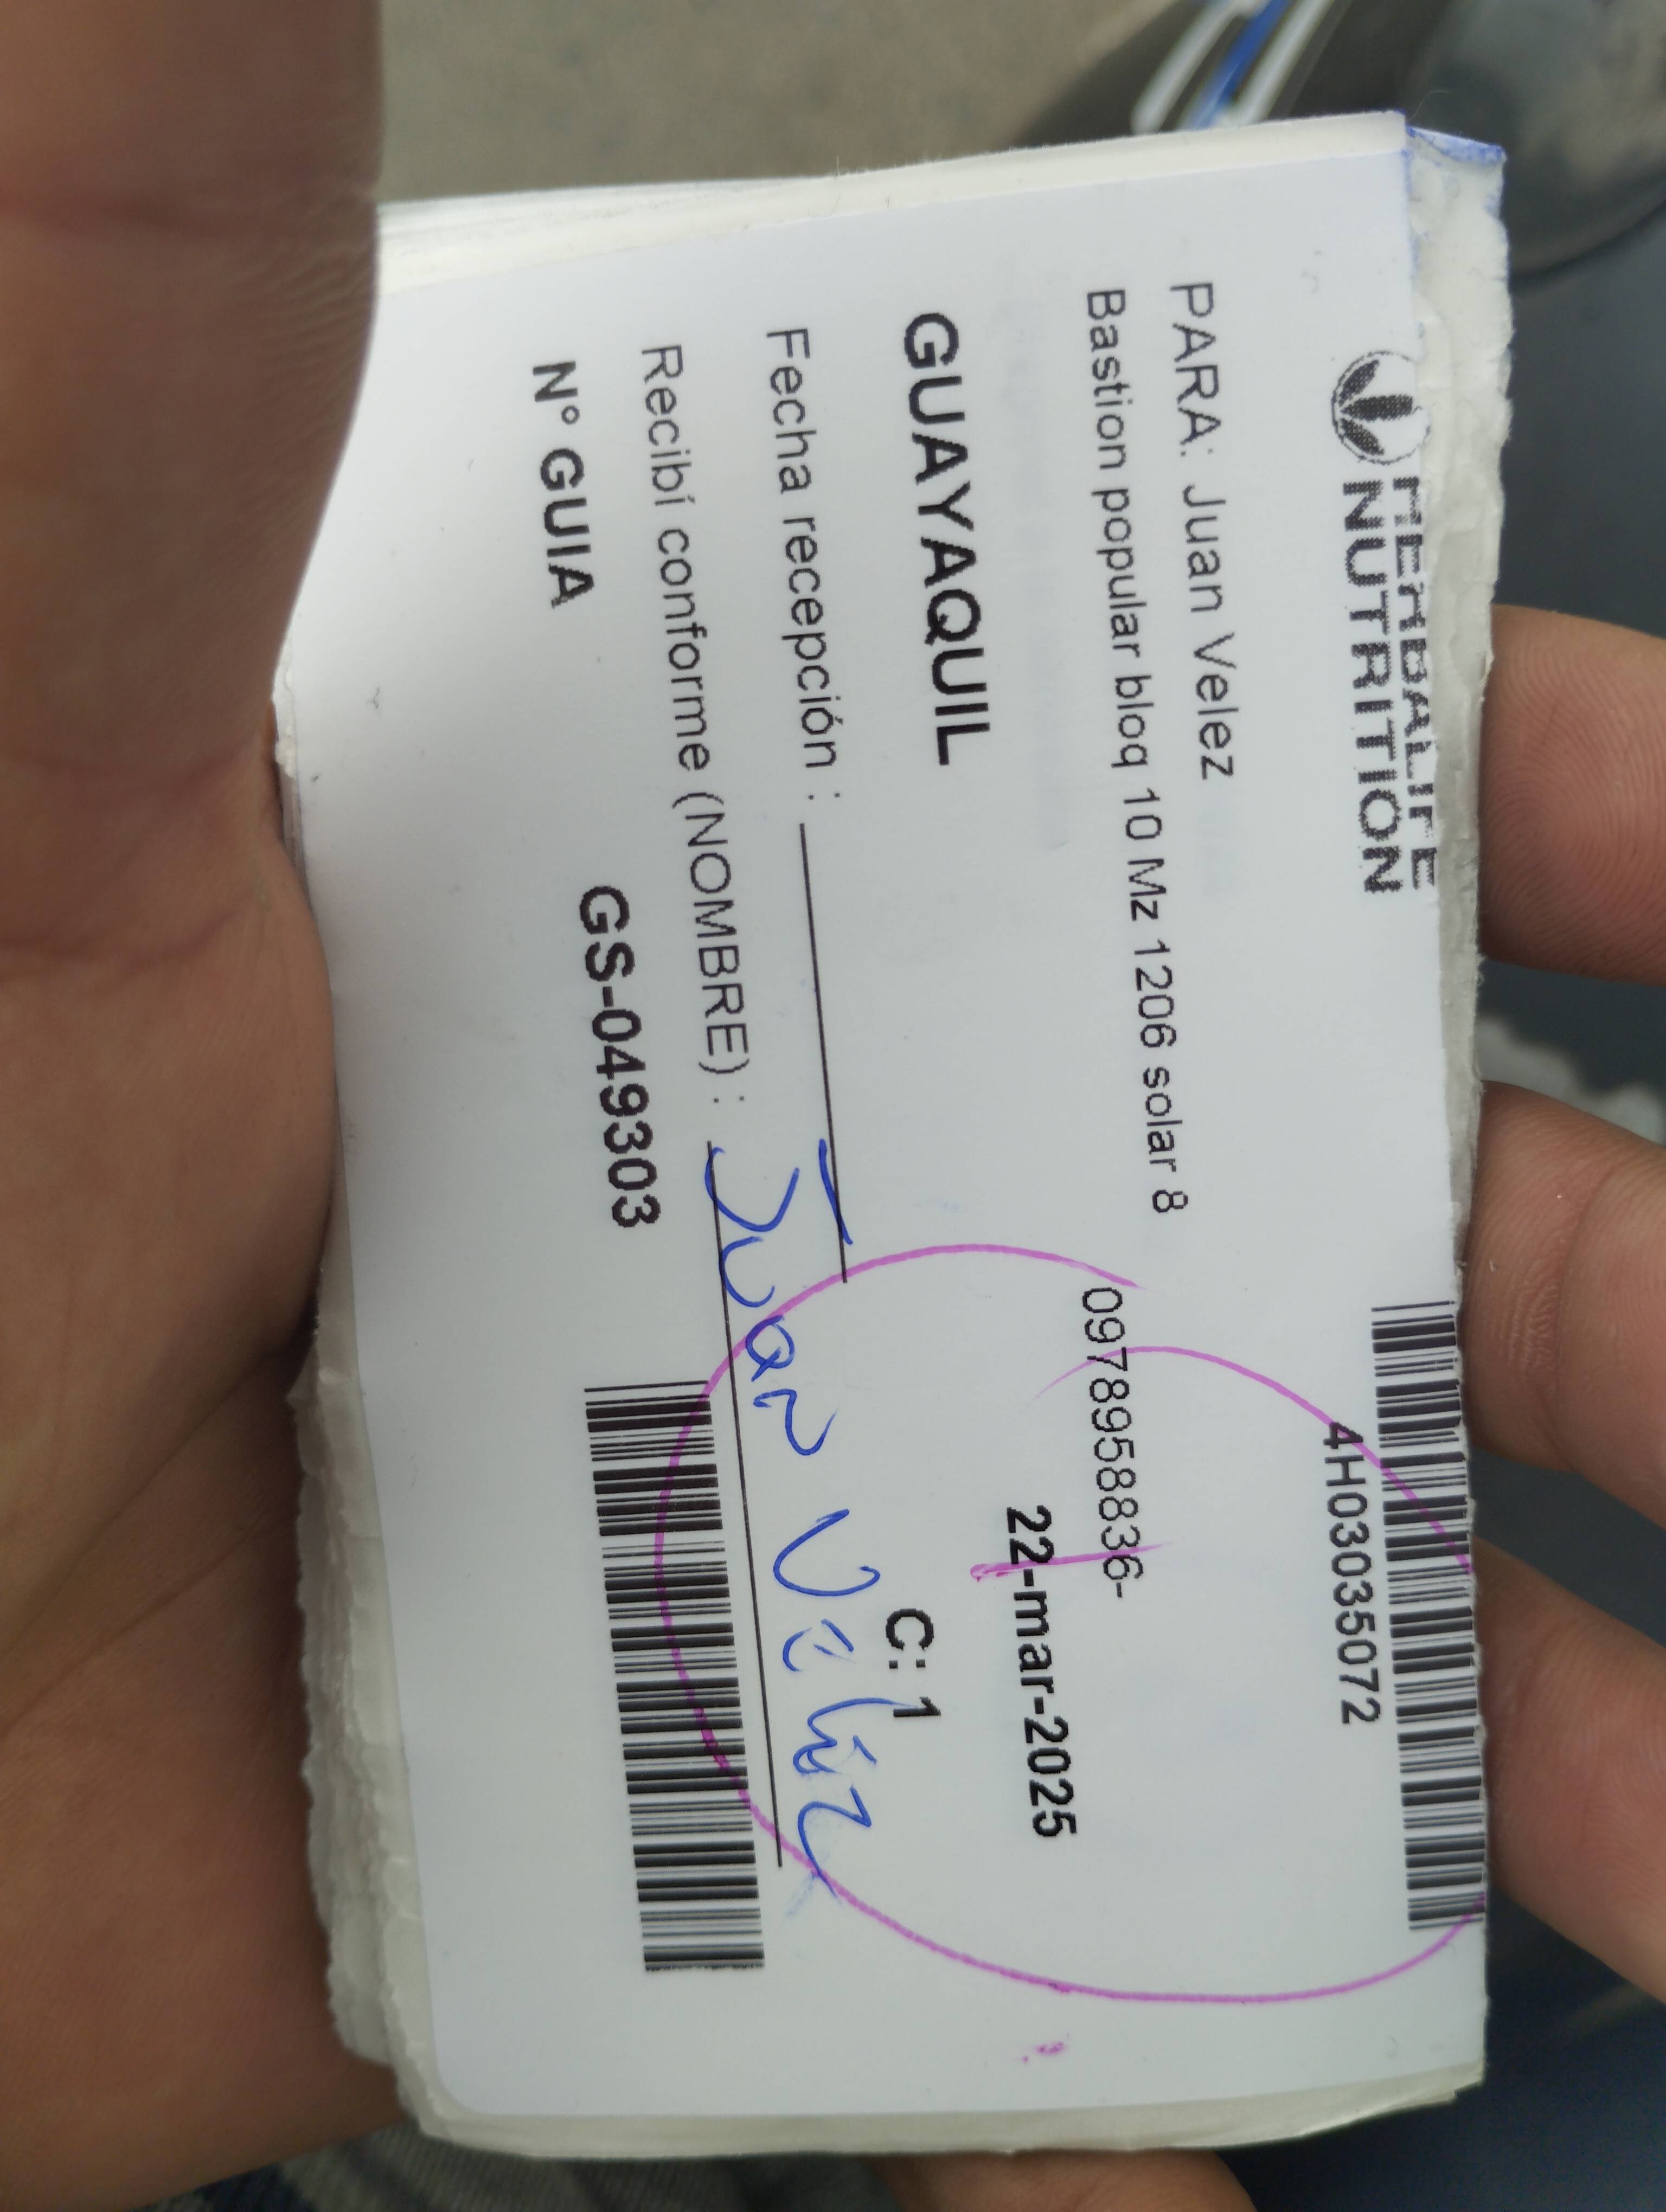 HERBALIFE
NUTRITION
4H03035072
PARA: Juan Velez
Bastion popular bloq 10 Mz 1206 solar 8
0978958836-
22-mar-2025
GUAYAQUIL
C: 1
Fecha recepción :
Recibí conforme (NOMBRE) : Juan Veliz
N° GUIA
GS-049303